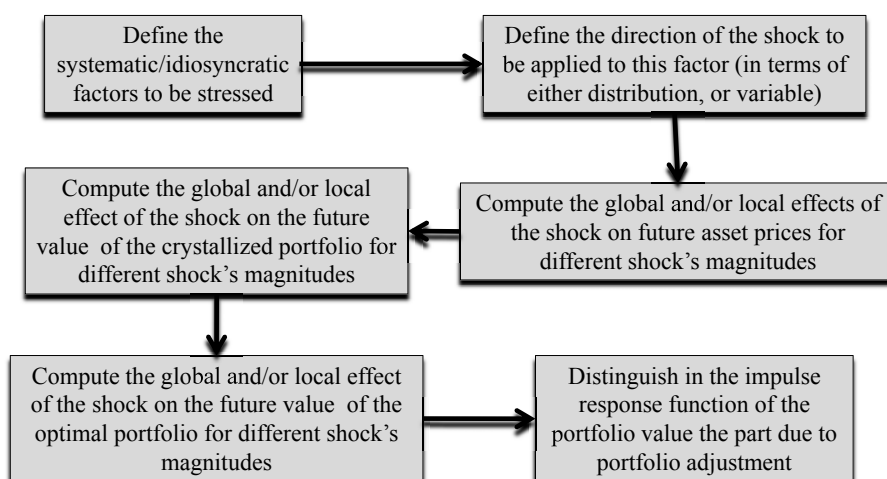 Define the
systematic/idiosyncratic
factors to be stressed
Define the direction of the shock to
be applied to this factor (in terms of
either distribution, or variable)
Compute the global and/or local effects of
the shock on future asset prices for
different shock's magnitudes
Compute the global and/or local
effect of the shock on the future
value of the crystallized portfolio for
different shock's magnitudes
Compute the global and/or local effect
of the shock on the future value of the
optimal portfolio for different shock's
magnitudes
Distinguish in the impulse
response function of the
portfolio value the part due to
portfolio adjustment